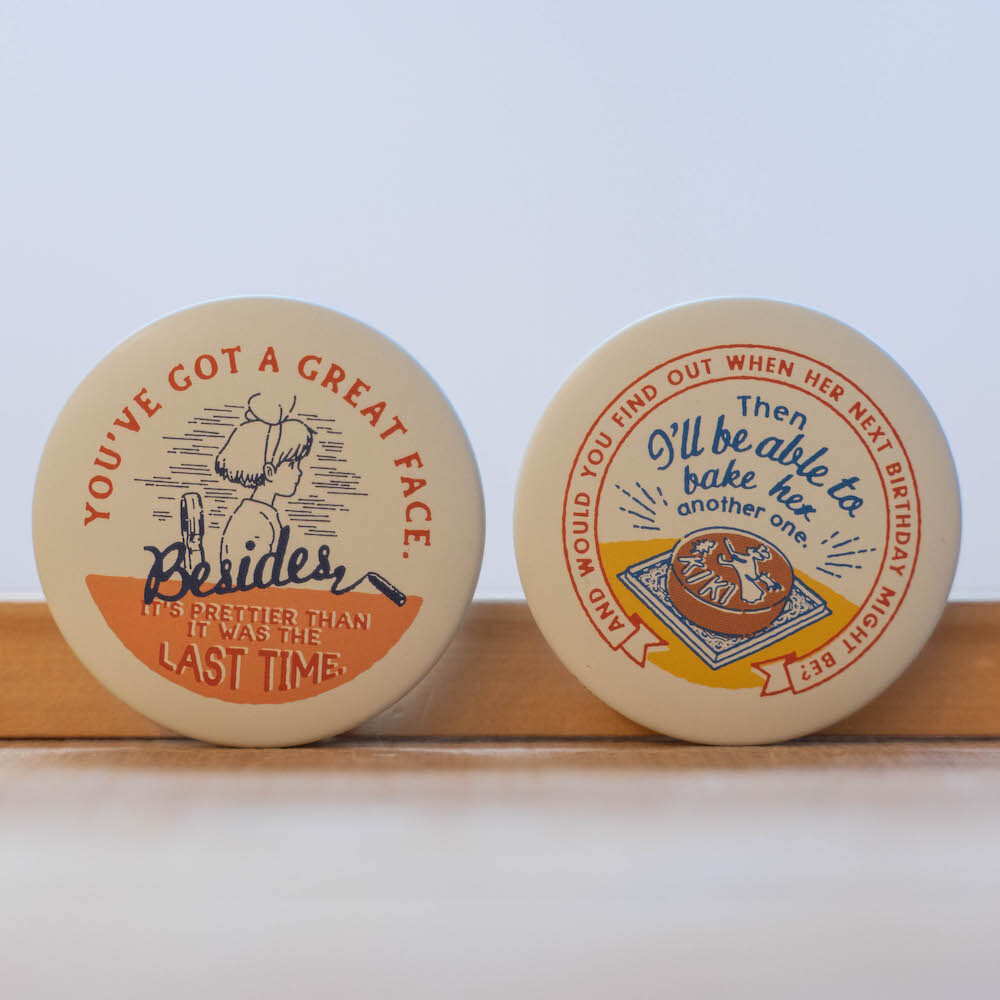 YOU'VE GOT A GREAT FACE.
Besides,
IT'S PRETTIER THAN
IT WAS THE
LAST TIME.
AND WOULD YOU FIND OUT WHEN HER NEXT BIRTHDAY MIGHT BE?
Then
I'll be able to
bake her
another one.
KIKI